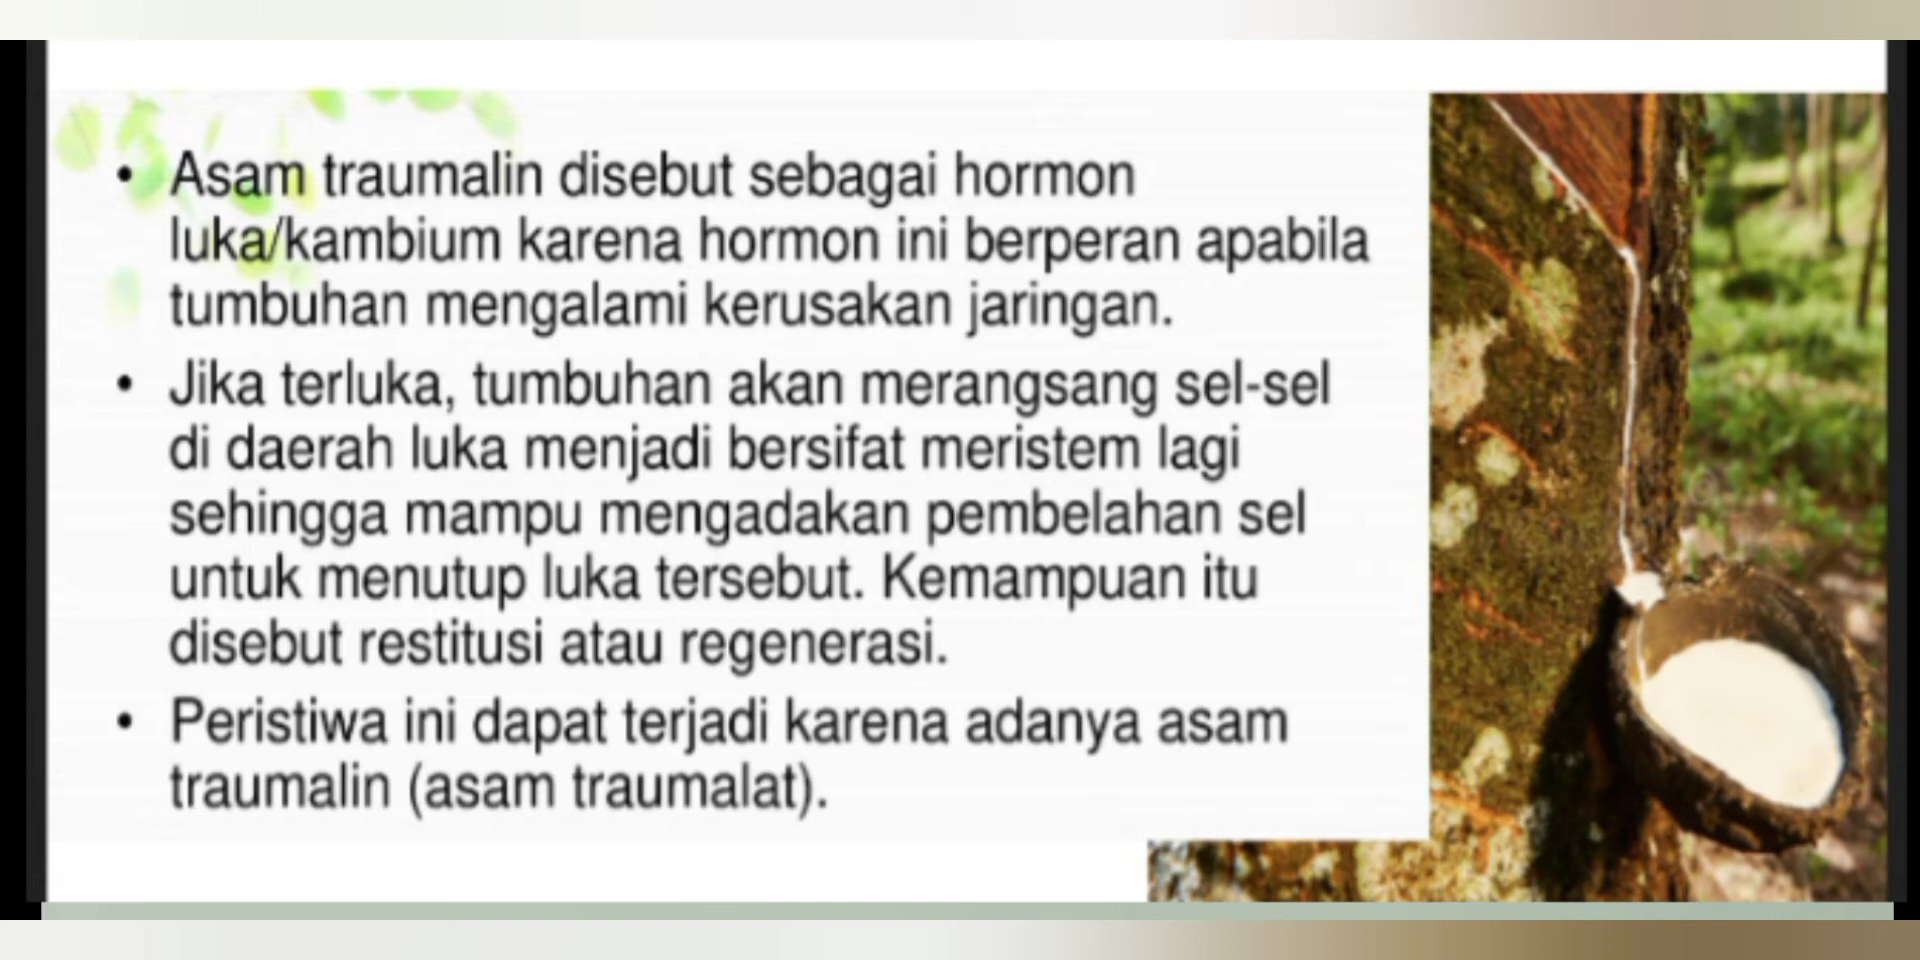 • Asam traumalin disebut sebagai hormon
luka/kambium karena hormon ini berperan apabila
tumbuhan mengalami kerusakan jaringan.
• Jika terluka, tumbuhan akan merangsang sel-sel
di daerah luka menjadi bersifat meristem lagi
sehingga mampu mengadakan pembelahan sel
untuk menutup luka tersebut. Kemampuan itu
disebut restitusi atau regenerasi.
• Peristiwa ini dapat terjadi karena adanya asam
traumalin (asam traumalat).